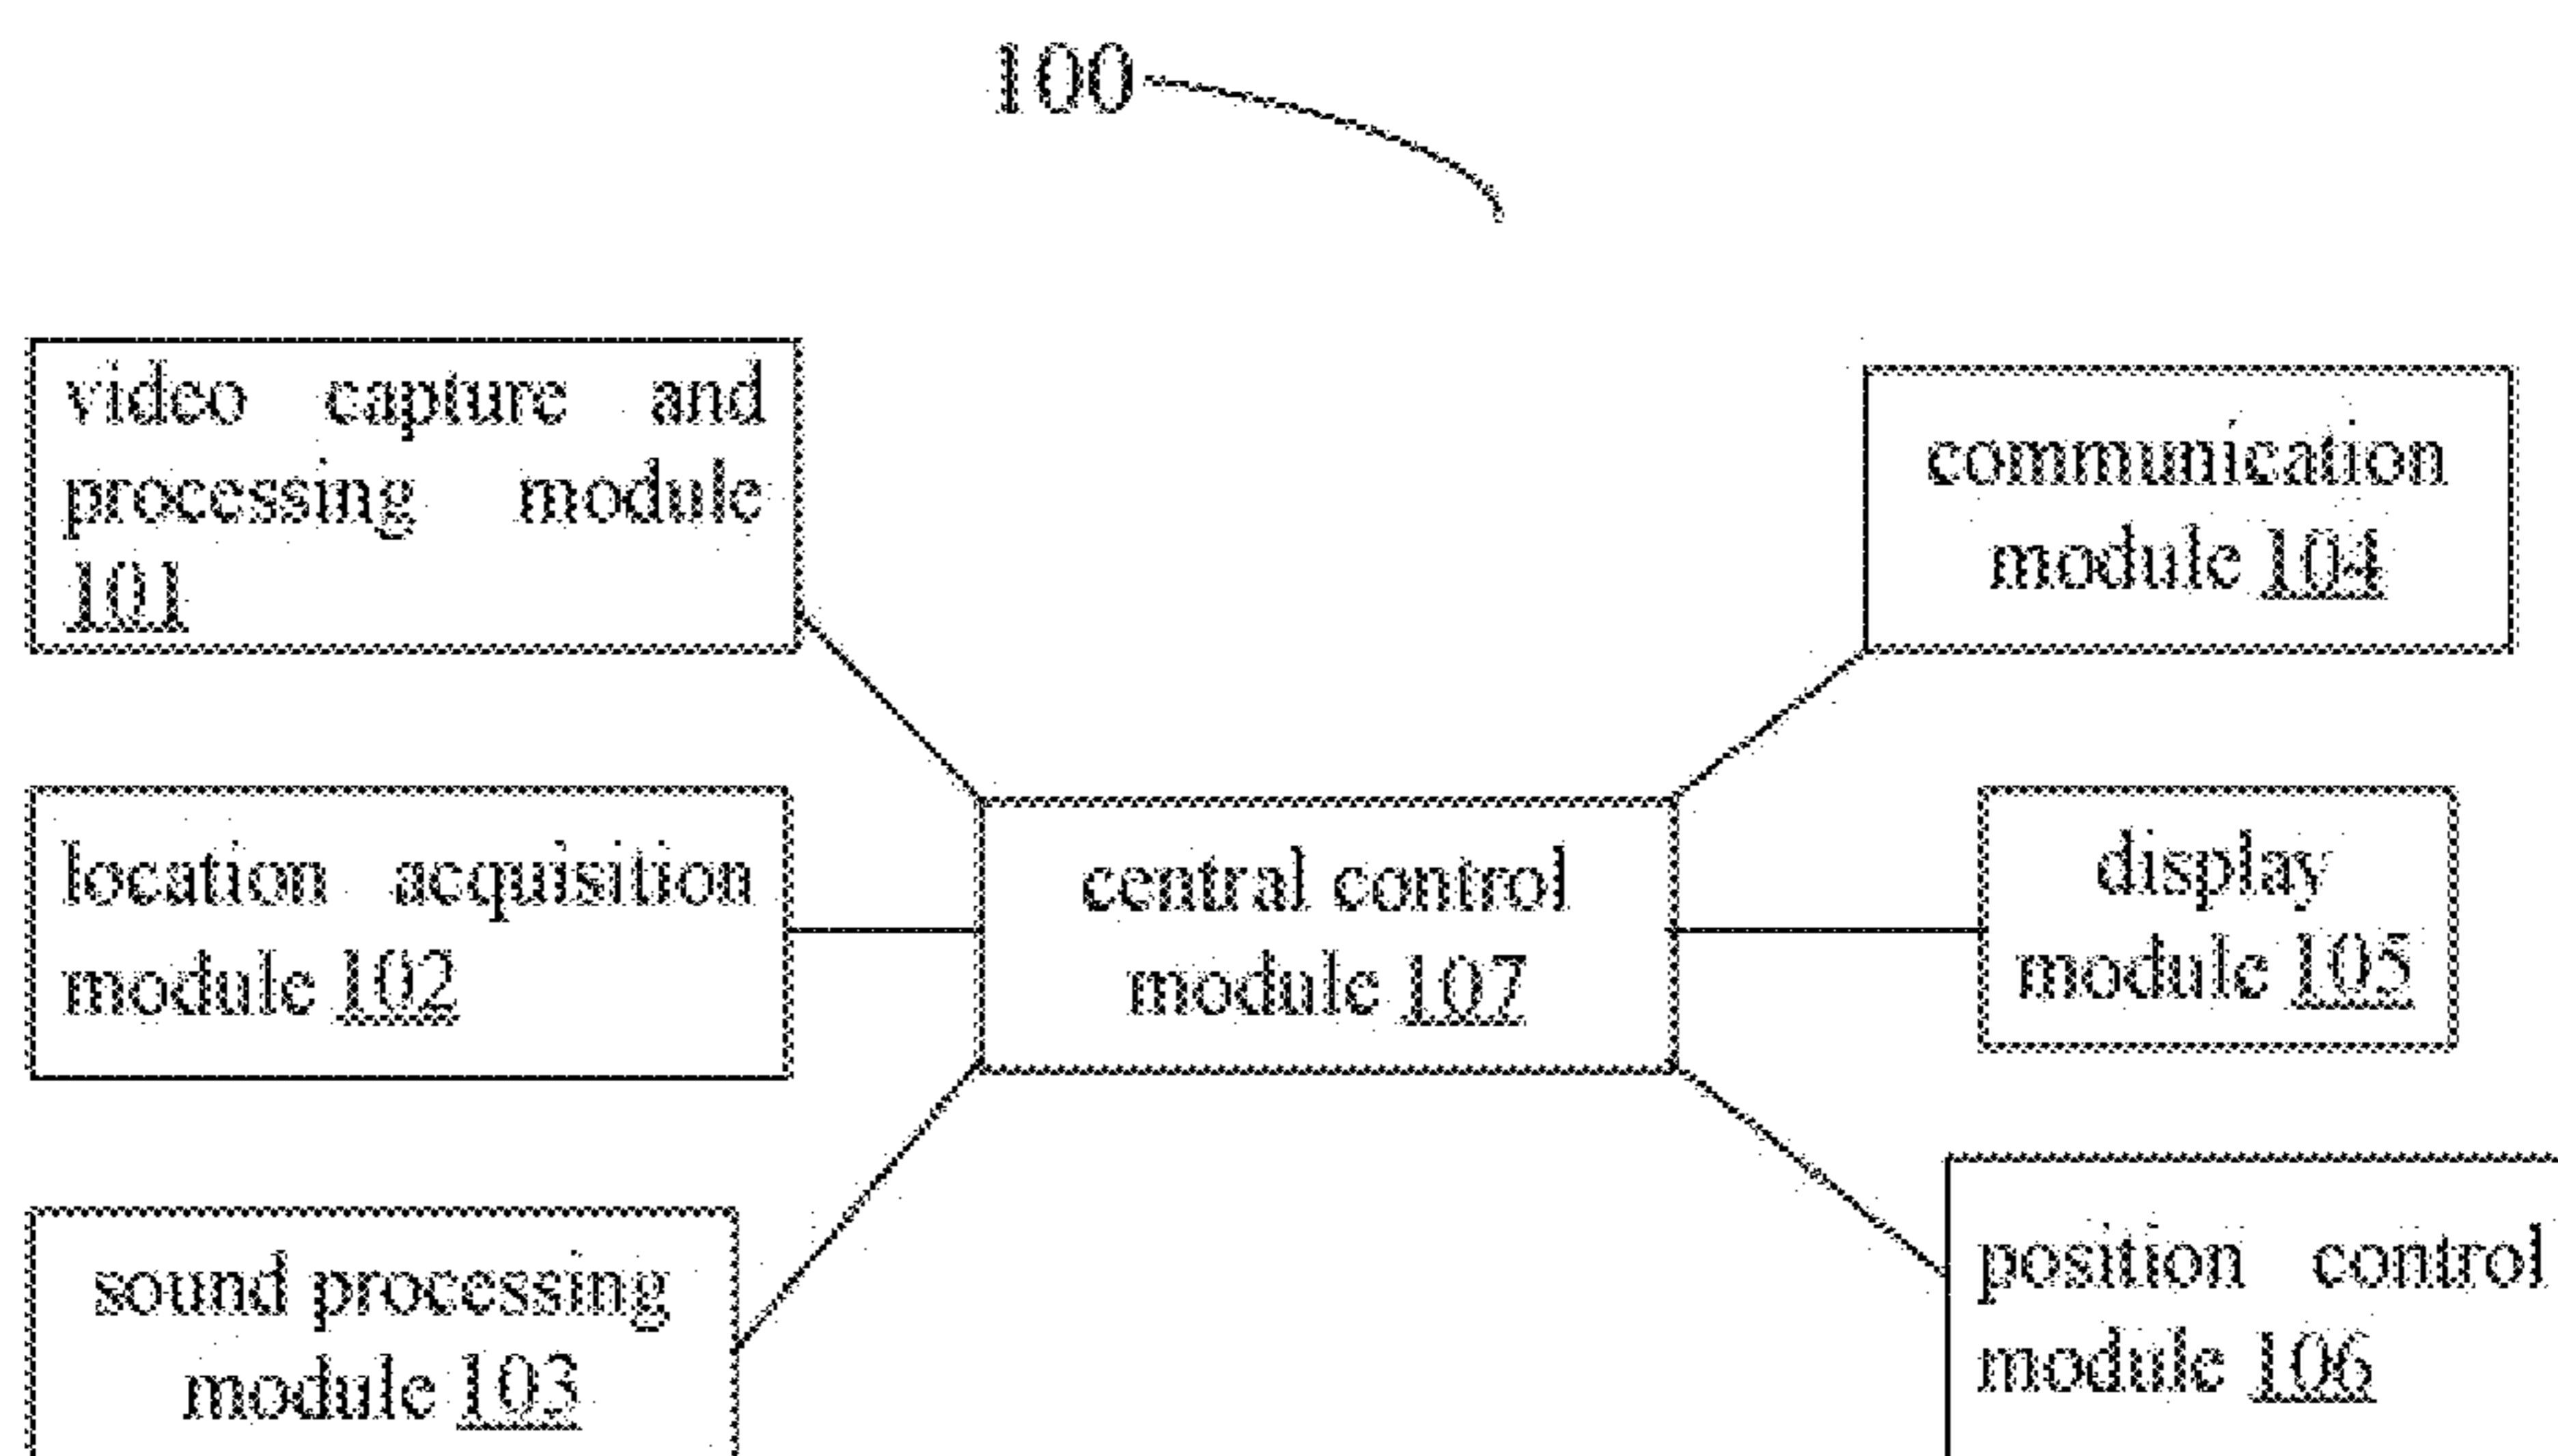 100
video capture and
processing module
101
communication
module 104
location acquisition
module 102
central control
module 107
display
module 105
sound processing
module 103
position control
module 106